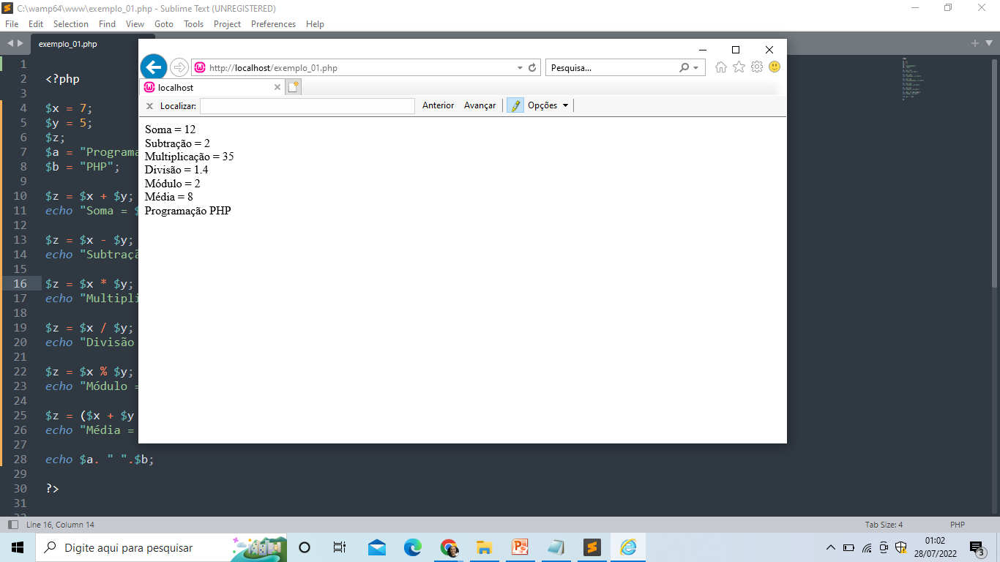 C:\wamp64\www\exemplo_01.php - Sublime Text (UNREGISTERED)
File Edit Selection Find View Goto Tools Project Preferences Help
exemplo_01.php
http://localhost/exemplo_01.php
Pesquisa...
localhost
Localizar:
Anterior Avançar Opções
Soma = 12
Subtração = 2
Multiplicação = 35
Divisão = 1.4
Módulo = 2
Média = 8
Programação PHP
1
2 <?php
3
4 $x = 7;
5 $y = 5;
6 $z;
7 $a = "Programa
8 $b = "PHP";
9
10 $z = $x + $y;
11 echo "Soma = $
12
13 $z = $x - $y;
14 echo "Subtraçã
15
16 $z = $x * $y;
17 echo "Multipli
18
19 $z = $x / $y;
20 echo "Divisão
21
22 $z = $x % $y;
23 echo "Módulo =
24
25 $z = ($x + $y
26 echo "Média =
27
28 echo $a. " ".$b;
29
30 ?>
31
Line 16, Column 14
Tab Size: 4
PHP
Digite aqui para pesquisar
01:02
28/07/2022
3